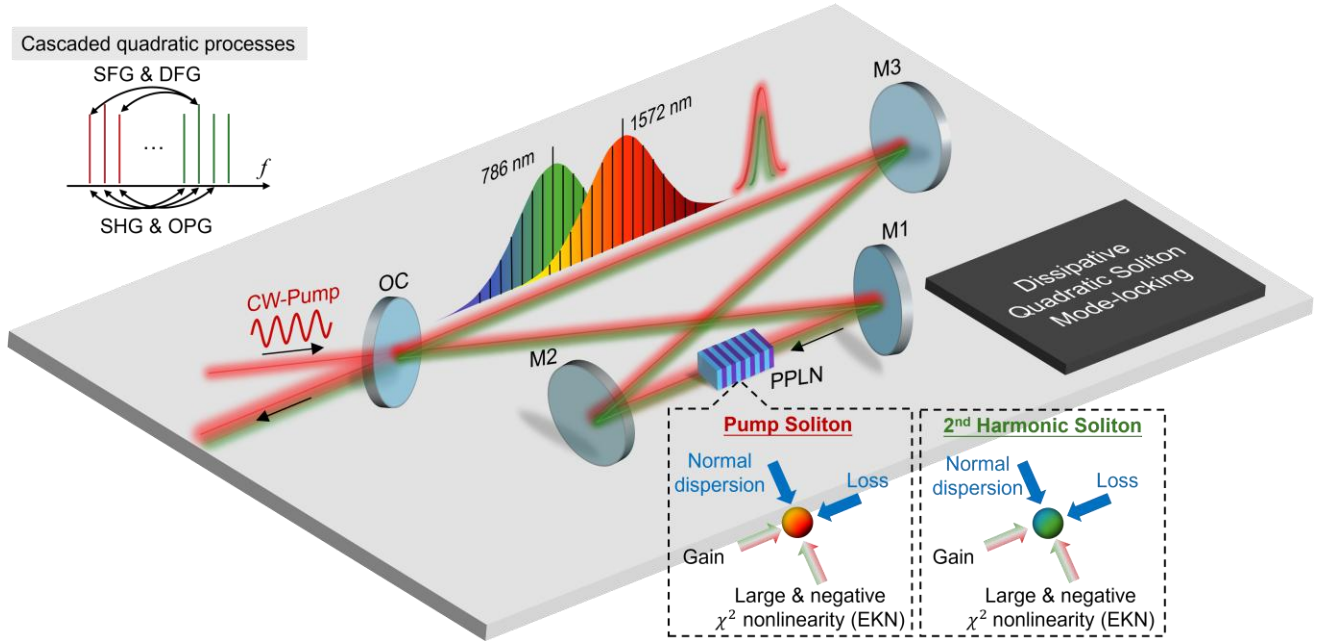 Cascaded quadratic processes
SFG & DFG
...
f
SHG & OPG
786 nm
1572 nm
M3
M1
OC
CW-Pump
M2
PPLN
Dissipative
Quadratic Soliton
Mode-locking
Pump Soliton
Normal
dispersion
Loss
Gain
Large & negative
χ² nonlinearity (EKN)
2nd Harmonic Soliton
Normal
dispersion
Loss
Gain
Large & negative
χ² nonlinearity (EKN)